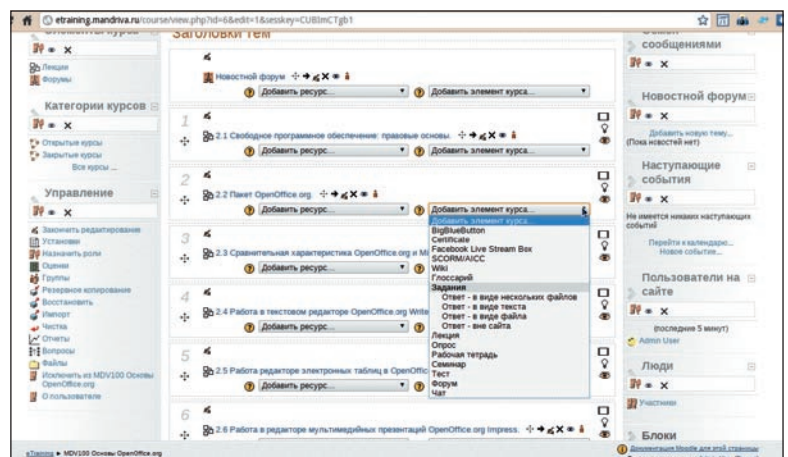 etraining.mandriva.ru/course/view.php?id=6&edit=1&sesskey=CUBImCTgb1
Элементы курса
Лекции
Форумы
Категории курсов
Открытые курсы
Закрытые курсы
Все курсы ...
Управление
Закончить редактирование
Установки
Назначить роли
Оценки
Группы
Резервное копирование
Восстановить
Импорт
Чистка
Отчеты
Вопросы
Файлы
Исключить из MDV100 Основы
OpenOffice.org
О пользователе
Заголовки тем
Новостной форум
Добавить ресурс... Добавить элемент курса...
1
2.1 Свободное программное обеспечение: правовые основы.
Добавить ресурс... Добавить элемент курса...
2
2.2 Пакет OpenOffice.org.
Добавить ресурс... Добавить элемент курса...
Добавить элемент курса...
BigBlueButton
Certificate
Facebook Live Stream Box
SCORM/AICC
Wiki
Глоссарий
Задания
Ответ - в виде нескольких файлов
Ответ - в виде текста
Ответ - в виде файла
Ответ - вне сайта
Лекция
Опрос
Рабочая тетрадь
Семинар
Тест
Форум
Чат
3
2.3 Сравнительная характеристика OpenOffice.org и
Добавить ресурс...
4
2.4 Работа в текстовом редакторе OpenOffice.org
Добавить ресурс...
5
2.5 Работа редакторе электронных таблиц в
Добавить ресурс...
6
2.6 Работа в редакторе мультимедийных презентаций OpenOffice.org Impress.
Обмен
сообщениями
Новостной форум
Добавить новую тему...
(Пока новостей нет)
Наступающие
события
Не имеется никаких наступающих
событий
Перейти к календарю...
Новое событие...
Пользователи на
сайте
(последние 5 минут)
Admin User
Люди
Участники
Блоки
eTraining ► MDV100 Основы OpenOffice.org
Документация Moodle для этой страницы